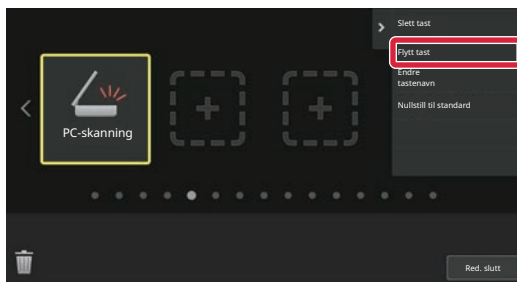 Slett tast
Flytt tast
Endre
tastenavn
Nullstill til standard
PC-skanning
Red. slutt